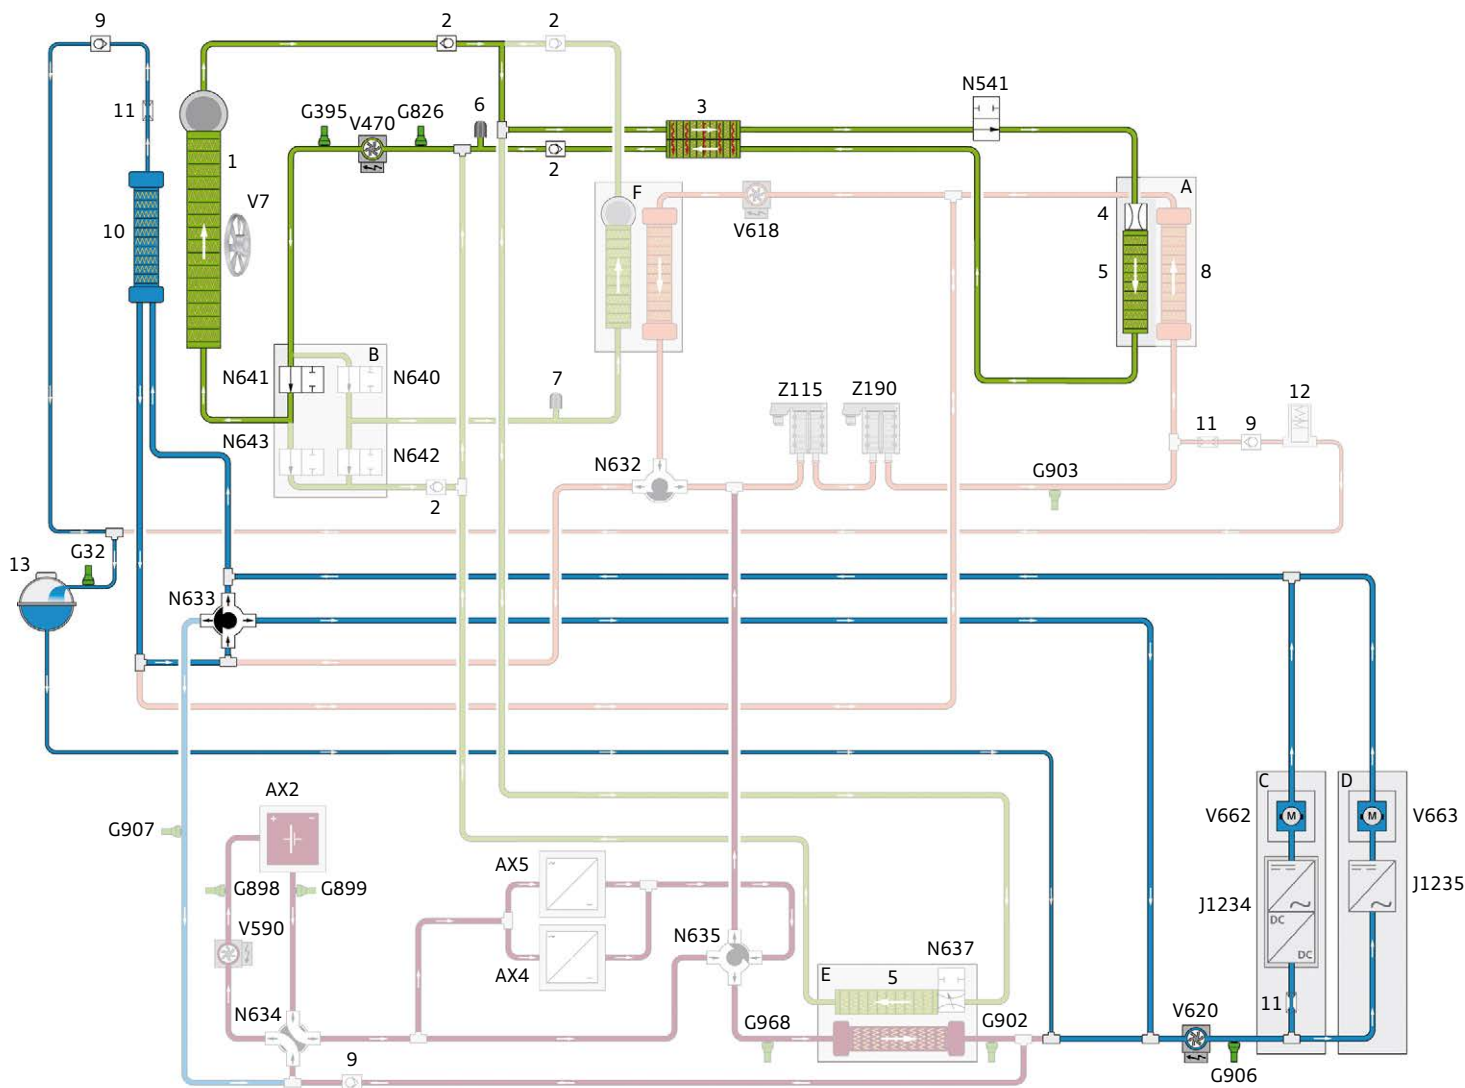 9
2
2
N541
11
G395
V470
G826
6
3
1
2
V7
F
A
4
10
V618
5
8
B
N641
N640
7
Z115
Z190
12
N643
N642
N632
11
9
G903
2
13
G32
N633
AX2
C
D
G907
V662
M
M
V663
AX5
+
−
G898
G899
J1234
J1235
DC
V590
N635
N637
DC
AX4
E
5
11
N634
G968
G902
V620
9
G906